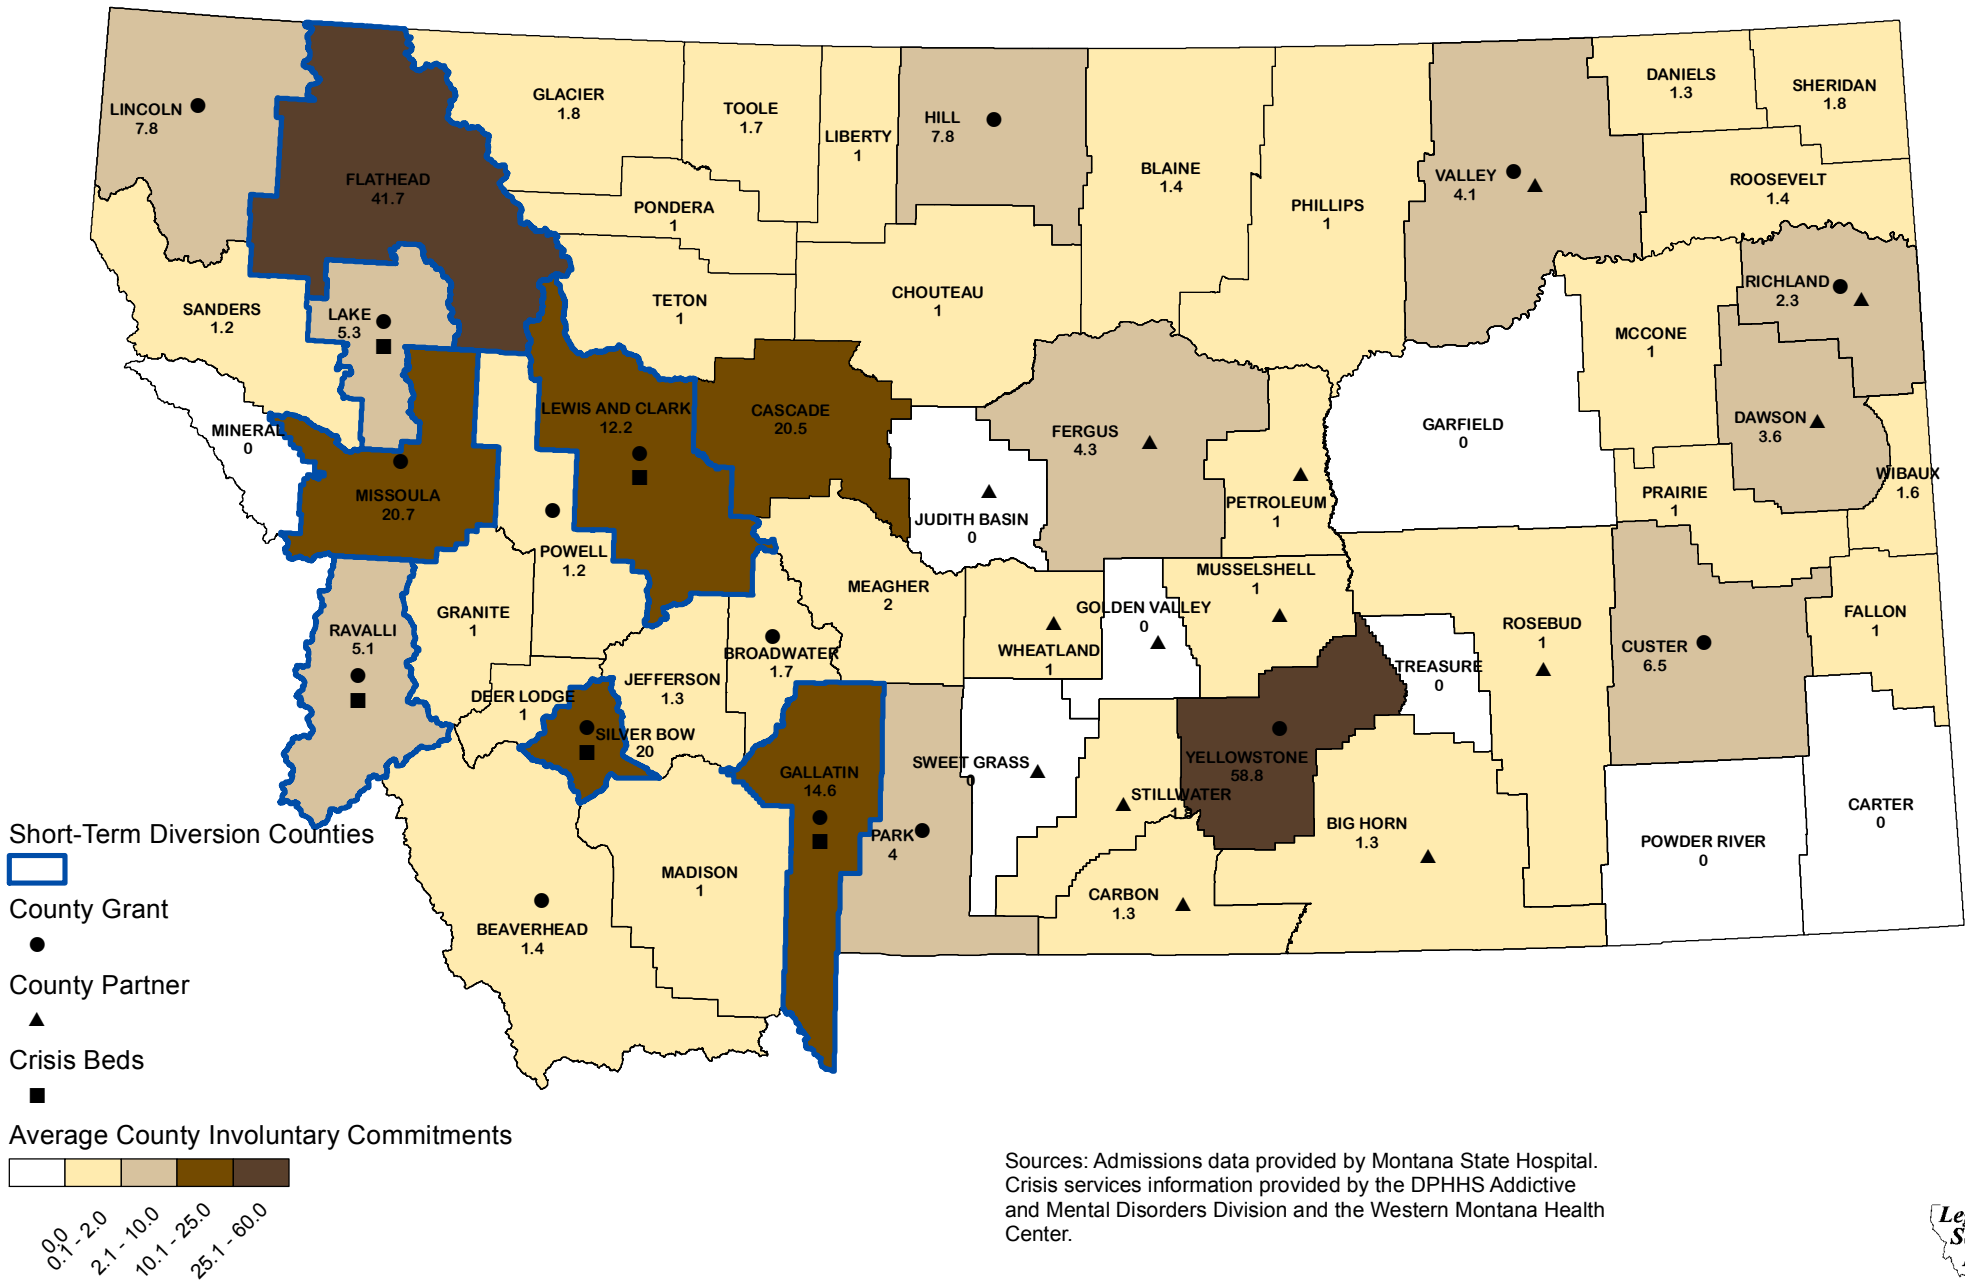 LINCOLN
7.8
FLATHEAD
41.7
GLACIER
1.8
TOOLE
1.7
LIBERTY
1
HILL
7.8
BLAINE
1.4
PHILLIPS
1
VALLEY
4.1
DANIELS
1.3
SHERIDAN
1.8
ROOSEVELT
1.4
PONDERA
1
SANDERS
1.2
LAKE
5.3
TETON
1
CHOUTEAU
1
RICHLAND
2.3
MCCONE
1
MINERAL
0
MISSOULA
20.7
LEWIS AND CLARK
12.2
CASCADE
20.5
JUDITH BASIN
0
FERGUS
4.3
PETROLEUM
1
GARFIELD
0
DAWSON
3.6
PRAIRIE
1
WIBAUX
1.6
POWELL
1.2
GRANITE
1
RAVALLI
5.1
MEAGHER
2
BROADWATER
1.7
WHEATLAND
1
GOLDEN VALLEY
0
MUSSELSHELL
1
TREASURE
0
ROSEBUD
1
CUSTER
6.5
FALLON
1
DEER LODGE
1
JEFFERSON
1.3
SILVER BOW
20
GALLATIN
14.6
PARK
4
SWEET GRASS
0
STILLWATER
YELLOWSTONE
58.8
BIG HORN
1.3
CARBON
1.3
POWDER RIVER
0
CARTER
0
MADISON
1
BEAVERHEAD
1.4
Short-Term Diversion Counties
County Grant
County Partner
Crisis Beds
Average County Involuntary Commitments
0.0
0.1 - 2.0
2.1 - 10.0
10.1 - 25.0
25.1 - 60.0
Sources: Admissions data provided by Montana State Hospital.
Crisis services information provided by the DPHHS Addictive
and Mental Disorders Division and the Western Montana Health
Center.